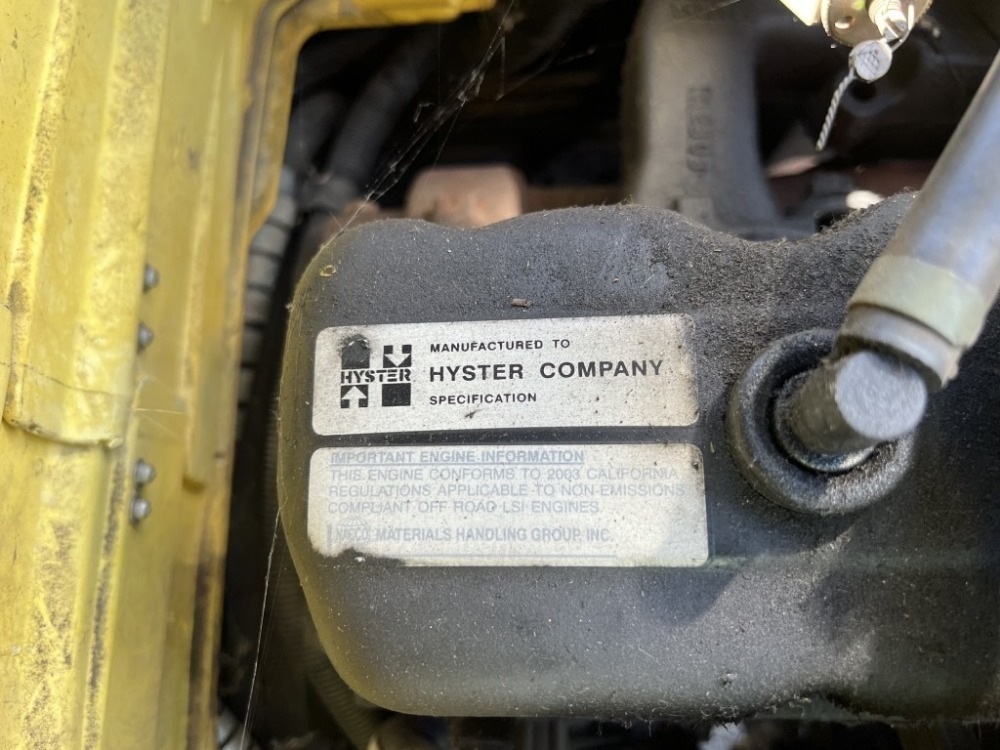 HYSTER
MANUFACTURED TO
HYSTER COMPANY
SPECIFICATION
IMPORTANT ENGINE INFORMATION
THIS ENGINE CONFORMS TO 2003 CALIFORNIA
REGULATIONS APPLICABLE TO NON-EMISSIONS
COMPLIANT OFF ROAD LSI ENGINES.
NACCO MATERIALS HANDLING GROUP, INC.